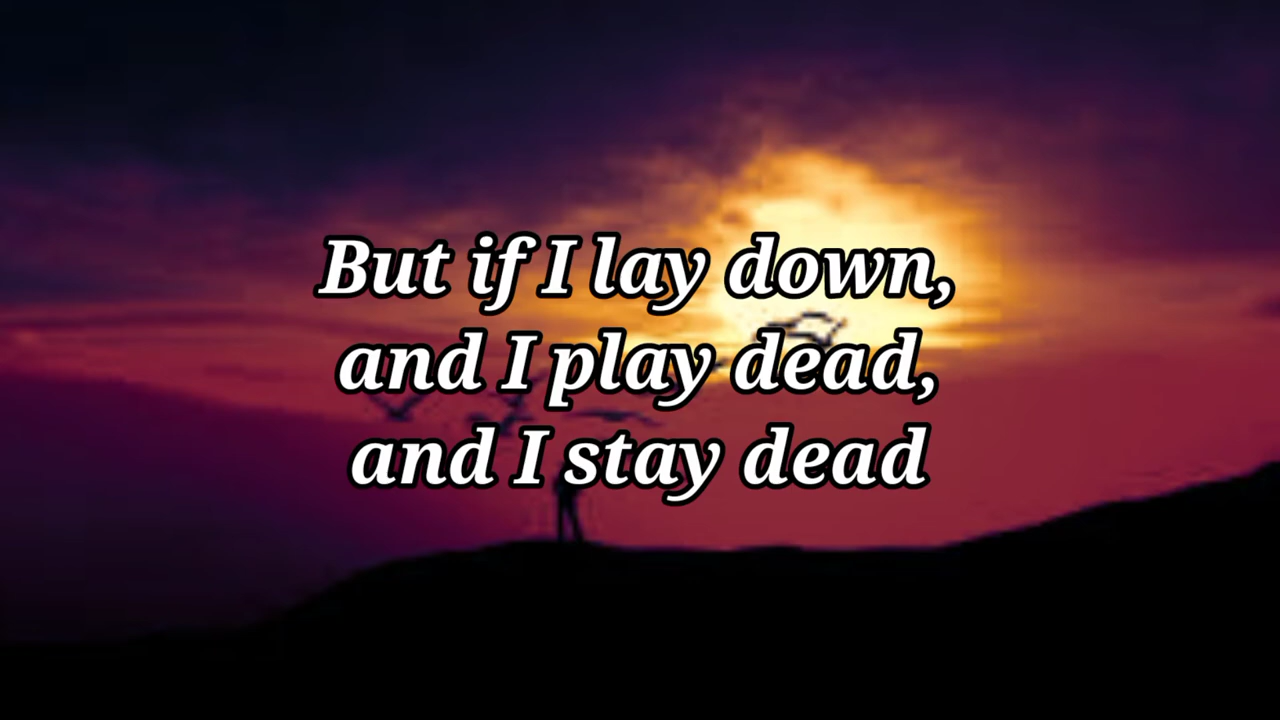 But if I lay down,
and I play dead,
and I stay dead